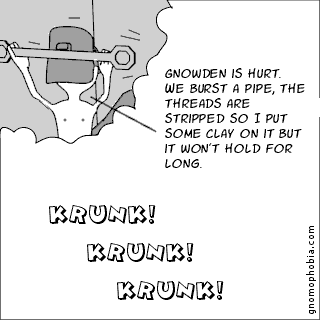 GNOWDEN IS HURT.
WE BURST A PIPE, THE
THREADS ARE
STRIPPED SO I PUT
SOME CLAY ON IT BUT
IT WON'T HOLD FOR
LONG.
KRUNK!
KRUNK!
KRUNK!
gnomophobia.com